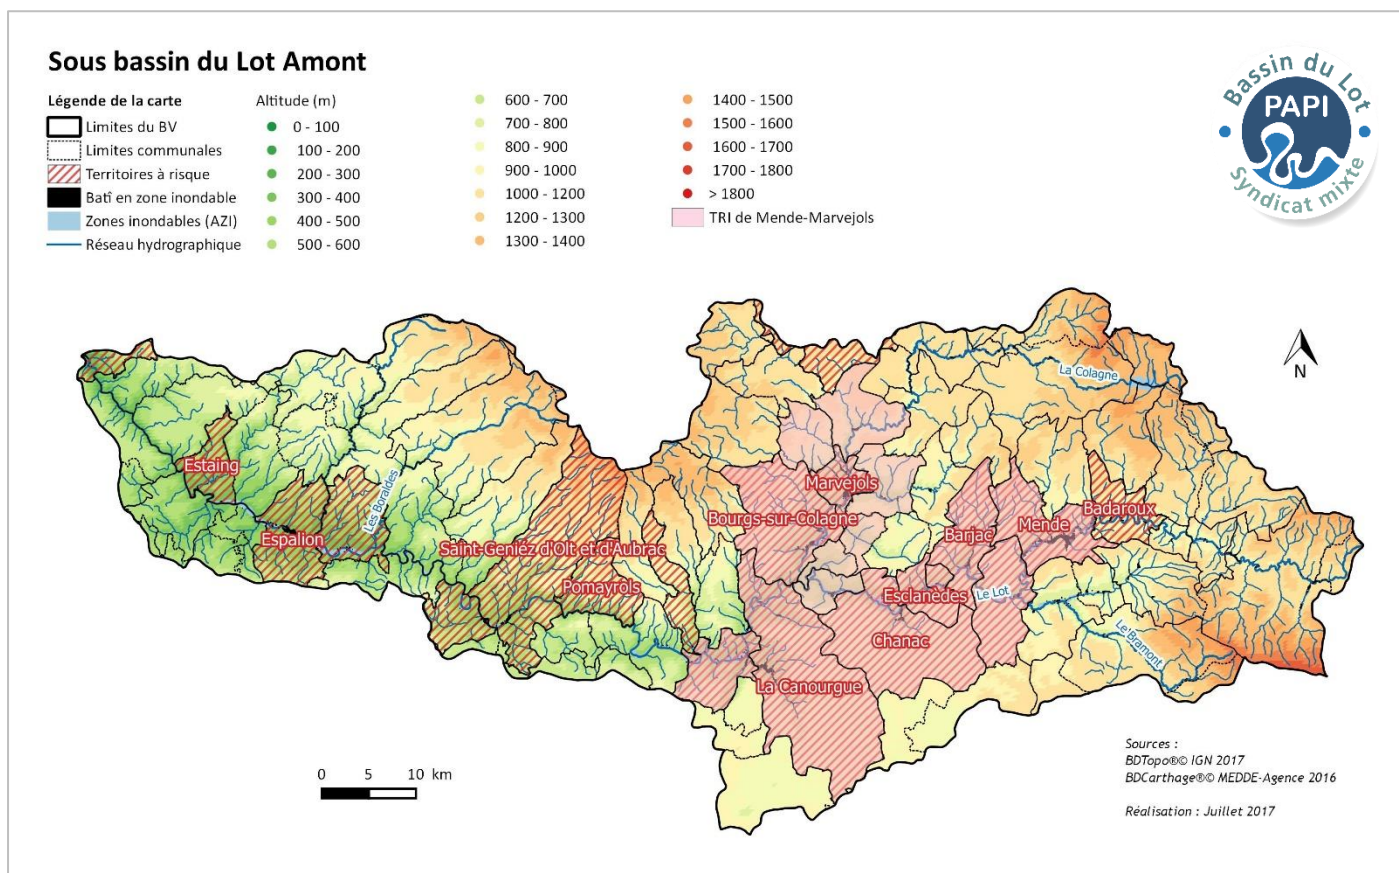 Sous bassin du Lot Amont
Légende de la carte
Limites du BV
Limites communales
Territoires à risque
Batî en zone inondable
Zones inondables (AZI)
Réseau hydrographique
Altitude (m)
0 - 100
100 - 200
200 - 300
300 - 400
400 - 500
500 - 600
600 - 700
700 - 800
800 - 900
900 - 1000
1000 - 1200
1200 - 1300
1300 - 1400
1400 - 1500
1500 - 1600
1600 - 1700
1700 - 1800
> 1800
TRI de Mende-Marvejols
Bassin du Lot
PAPI
Syndicat mixte
La Colagne
N
Estaing
Les Boraldes
Marvejols
Bourgs-sur-Colagne
Badaroux
Mende
Barjac
Espalion
Saint-Geniéz d'Olt et d'Aubrac
Pomayrols
Esclanèdes
Le Lot
Chanac
Le Bramont
La Canourgue
0 5 10 km
Sources :
BDTopo®© IGN 2017
BDCarthage®© MEDDE-Agence 2016
Réalisation : Juillet 2017